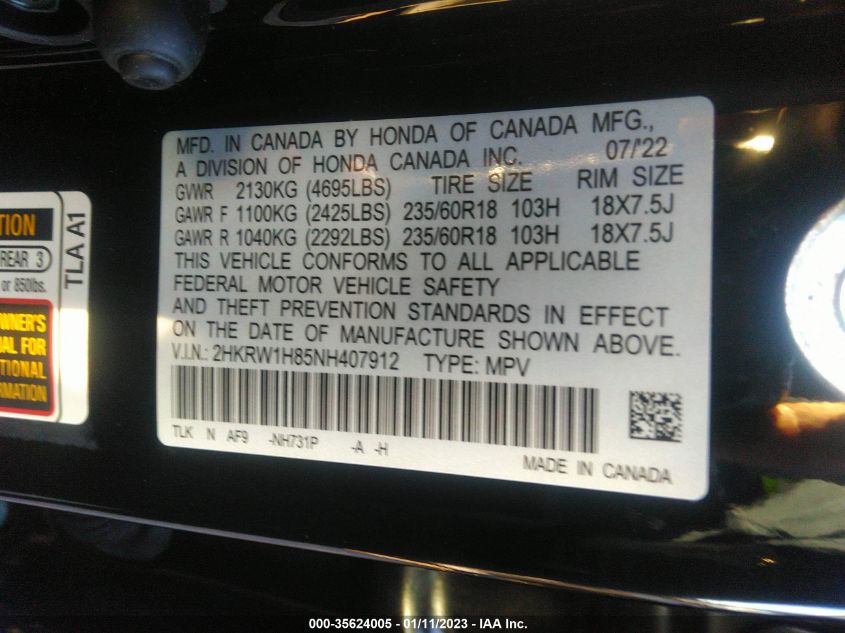 MFD. IN CANADA BY HONDA OF CANADA MFG.,
A DIVISION OF HONDA CANADA INC. 07/'22
GVWR 2130KG (4695LBS) TIRE SIZE RIM SIZE
GAWR F 1100KG (2425LBS) 235/60R18 103H 18X7.5J
GAWR R 1040KG (2292LBS) 235/60R18 103H 18X7.5J
THIS VEHICLE CONFORMS TO ALL APPLICABLE
FEDERAL MOTOR VEHICLE SAFETY
AND THEFT PREVENTION STANDARDS IN EFFECT
ON THE DATE OF MANUFACTURE SHOWN ABOVE.
V.I.N.: 2HKRW1H85NH407912 TYPE: MPV
TLK N AF9 -NH731P -A -H
MADE IN CANADA
TION
REAR 3
or 850lbs.
TLA A1
WNER'S
AL FOR
TIONAL
RMATION
000-35624005 - 01/11/2023 - IAA Inc.